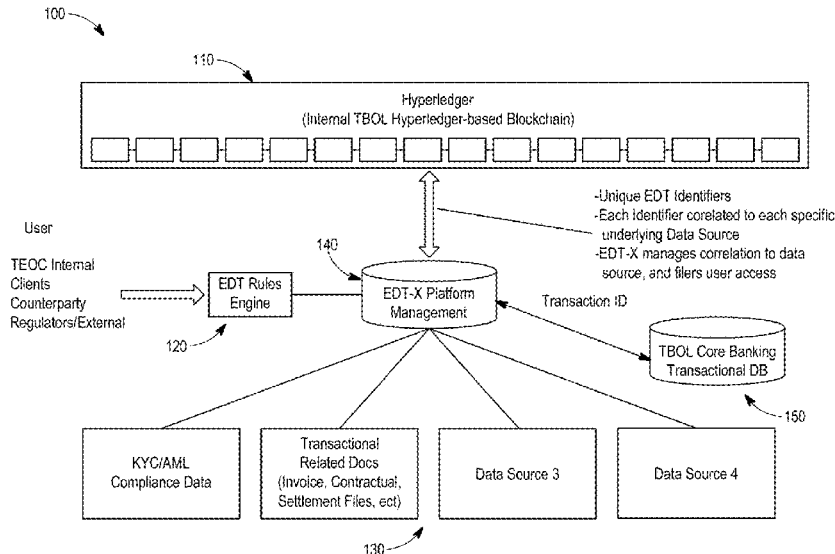 100
110
Hyperledger
(Internal TBOL Hyperledger-based Blockchain)
-Unique EDT Identifiers
-Each identifier corelated to each specific
underlying Data Source
-EDT-X manages correlation to data
source, and filers user access
User
TEOC Internal
Clients
Counterparty
Regulators/External
EDT Rules
Engine
120
140
EDT-X Platform
Management
Transaction ID
TBOL Core Banking
Transactional DB
150
KYC/AML
Compliance Data
Transactional
Related Docs
(Invoice, Contractual,
Settlement Files, ect)
Data Source 3
Data Source 4
130